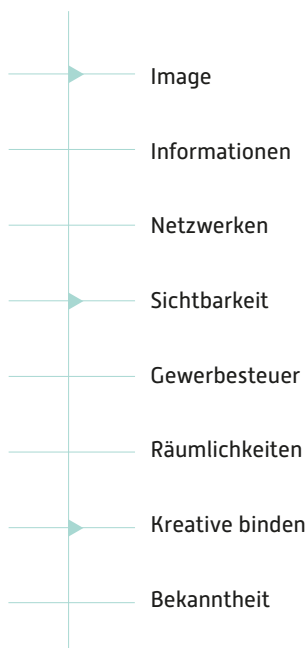 Image
Informationen
Netzwerken
Sichtbarkeit
Gewerbesteuer
Räumlichkeiten
Kreative binden
Bekanntheit